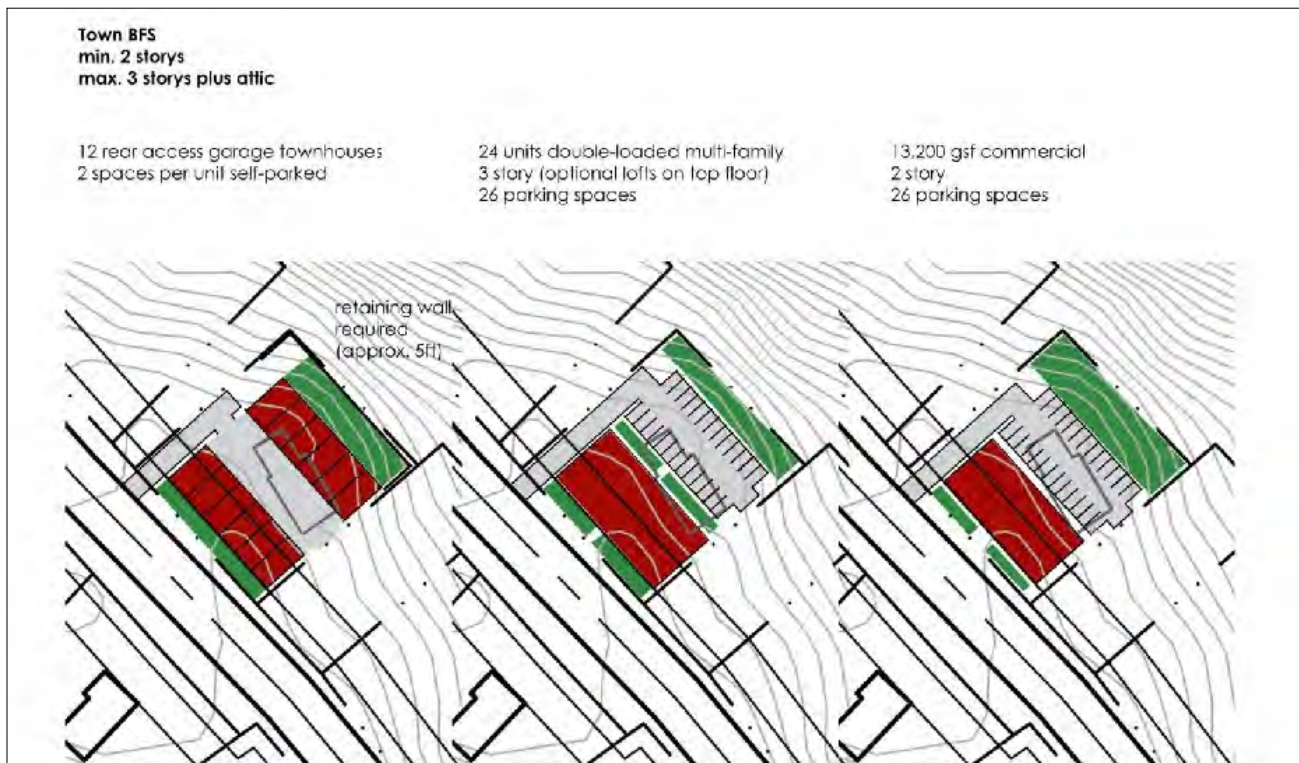 Town BFS
min. 2 storys
max. 3 storys plus attic
12 rear access garage townhouses
2 spaces per unit self-parked
24 units double-loaded multi-family
3 story (optional lofts on top floor)
26 parking spaces
13,200 gsf commercial
2 story
26 parking spaces
retaining wall
required
(approx. 5ft)